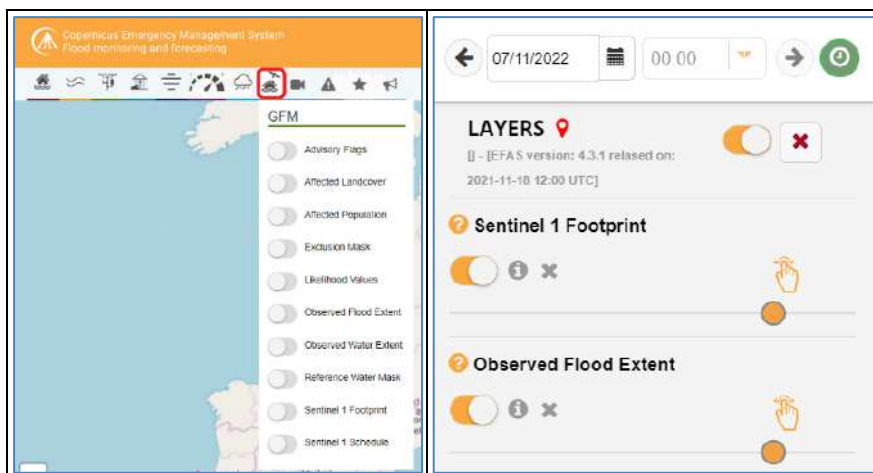 Copernicus Emergency Management System
Flood monitoring and forecasting
GFM
Advisory Flags
Affected Landcover
Affected Population
Exclusion Mask
Likelihood Values
Observed Flood Extent
Observed Water Extent
Reference Water Mask
Sentinel 1 Footprint
Sentinel 1 Schedule
07/11/2022
00:00
LAYERS
[] - [EFAS version: 4.3.1 relased on:
2021-11-18 12:00 UTC]
Sentinel 1 Footprint
Observed Flood Extent